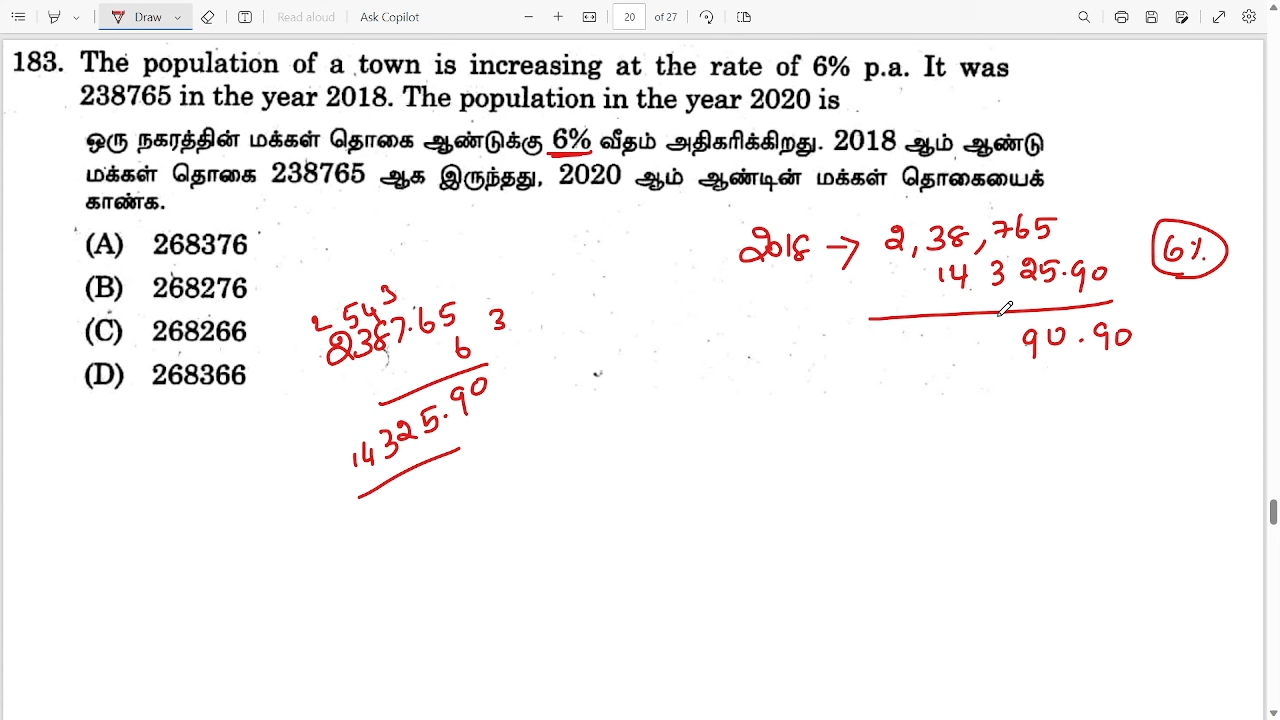 Draw
Read aloud
Ask Copilot
20
of 27
183. The population of a town is increasing at the rate of 6% p.a. It was
238765 in the year 2018. The population in the year 2020 is
ஒரு நகரத்தின் மக்கள் தொகை ஆண்டுக்கு 6% வீதம் அதிகரிக்கிறது. 2018 ஆம் ஆண்டு
மக்கள் தொகை 238765 ஆக இருந்தது, 2020 ஆம் ஆண்டின் மக்கள் தொகையைக்
காண்க.
(A) 268376
(B) 268276
(C) 268266
(D) 268366
2018 → 2,38,765
14 325.90
90.90
6%
2 54 3
2387.65 3
6
14325.90